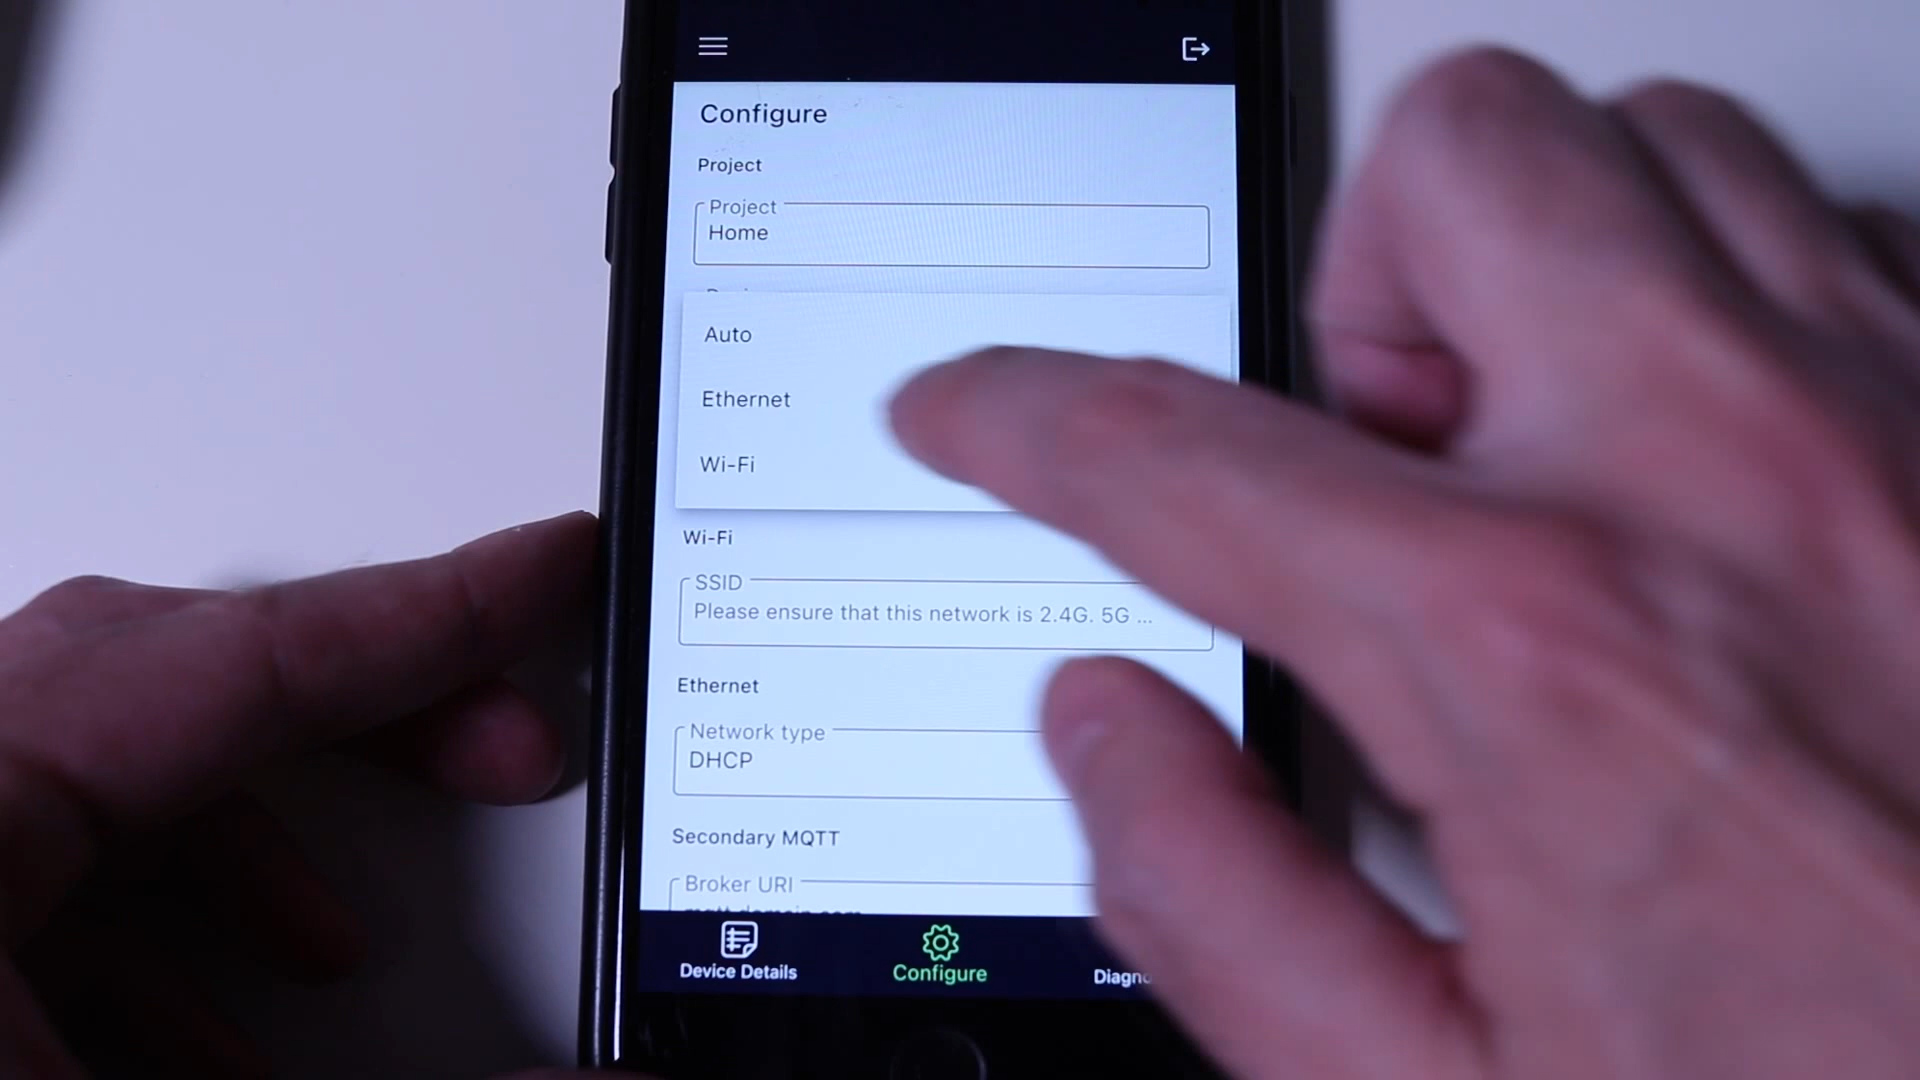 Configure
Project
Project
Home
Auto
Ethernet
Wi-Fi
Wi-Fi
SSID
Please ensure that this network is 2.4G. 5G ...
Ethernet
Network type
DHCP
Secondary MQTT
Broker URI
Device Details
Configure
Diagno